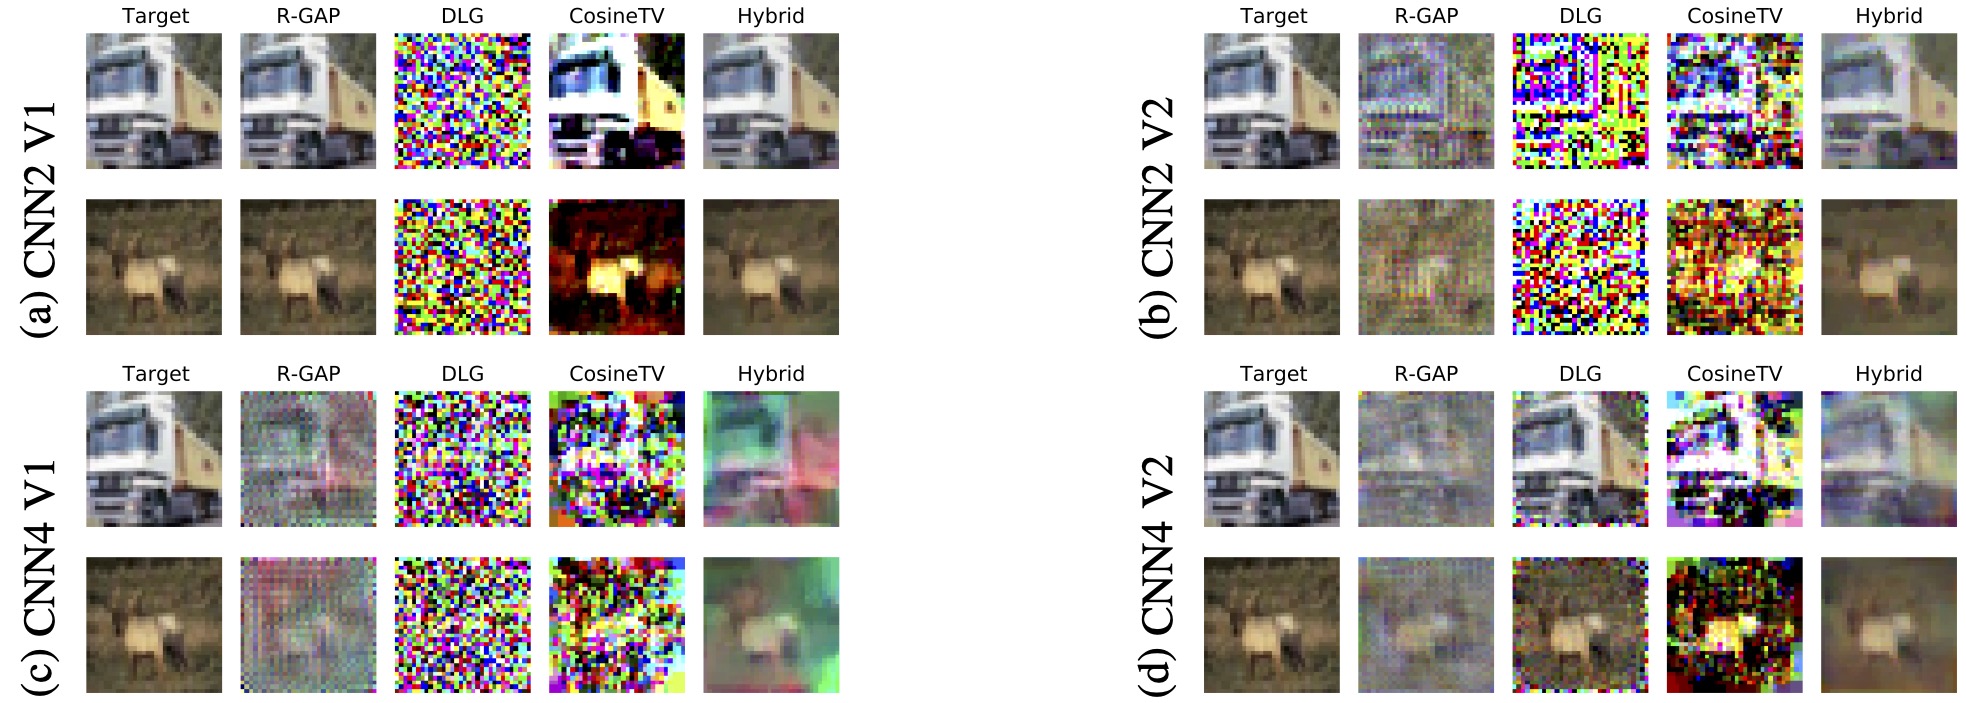 Target R-GAP DLG CosineTV Hybrid
(a) CNN2 V1
Target R-GAP DLG CosineTV Hybrid
(b) CNN2 V2
Target R-GAP DLG CosineTV Hybrid
(c) CNN4 V1
Target R-GAP DLG CosineTV Hybrid
(d) CNN4 V2